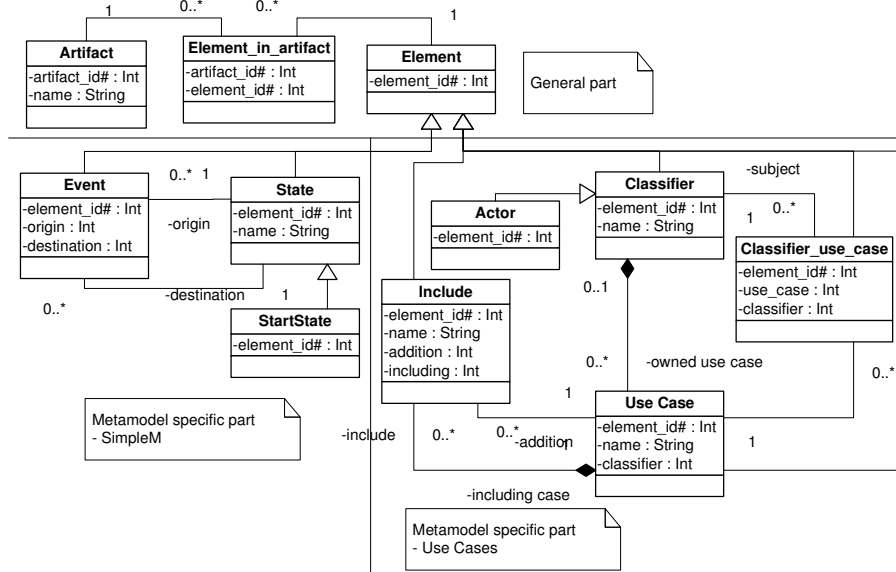 1
0..*
0..*
1
Artifact
-artifact_id# : Int
-name : String
Element_in_artifact
-artifact_id# : Int
-element_id# : Int
Element
-element_id# : Int
General part
Event
-element_id# : Int
-origin : Int
-destination : Int
0..*
1
-origin
State
-element_id# : Int
-name : String
0..*
-destination
1
StartState
-element_id# : Int
Metamodel specific part
- SimpleM
Actor
-element_id# : Int
Classifier
-element_id# : Int
-name : String
-subject
1
0..*
Classifier_use_case
-element_id# : Int
-use_case : Int
-classifier : Int
Include
-element_id# : Int
-name : String
-addition : Int
-including : Int
0..1
0..*
-owned use case
0..*
1
Use Case
-element_id# : Int
-name : String
-classifier : Int
-include
0..*
0..*
-addition
1
1
-including case
Metamodel specific part
- Use Cases